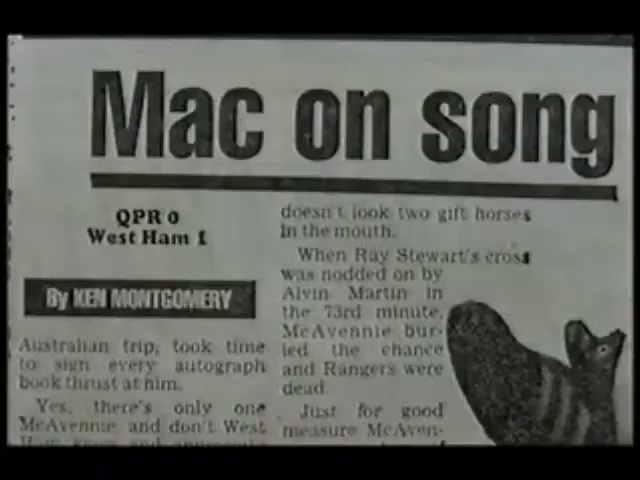 Mac on song
QPR 0
West Ham 1
By KEN MONTGOMERY
Australian trip, took time
to sign every autograph
book thrust at him.
Yes, there's only one
McAvennie and don't West
Ham know and
doesn't look two gift horses
in the mouth.
When Ray Stewart's cross
was nodded on by
Alvin Martin in
the 73rd minute,
McAvennie bur-
ied the chance
and Rangers were
dead.
Just for good
measure McAven-